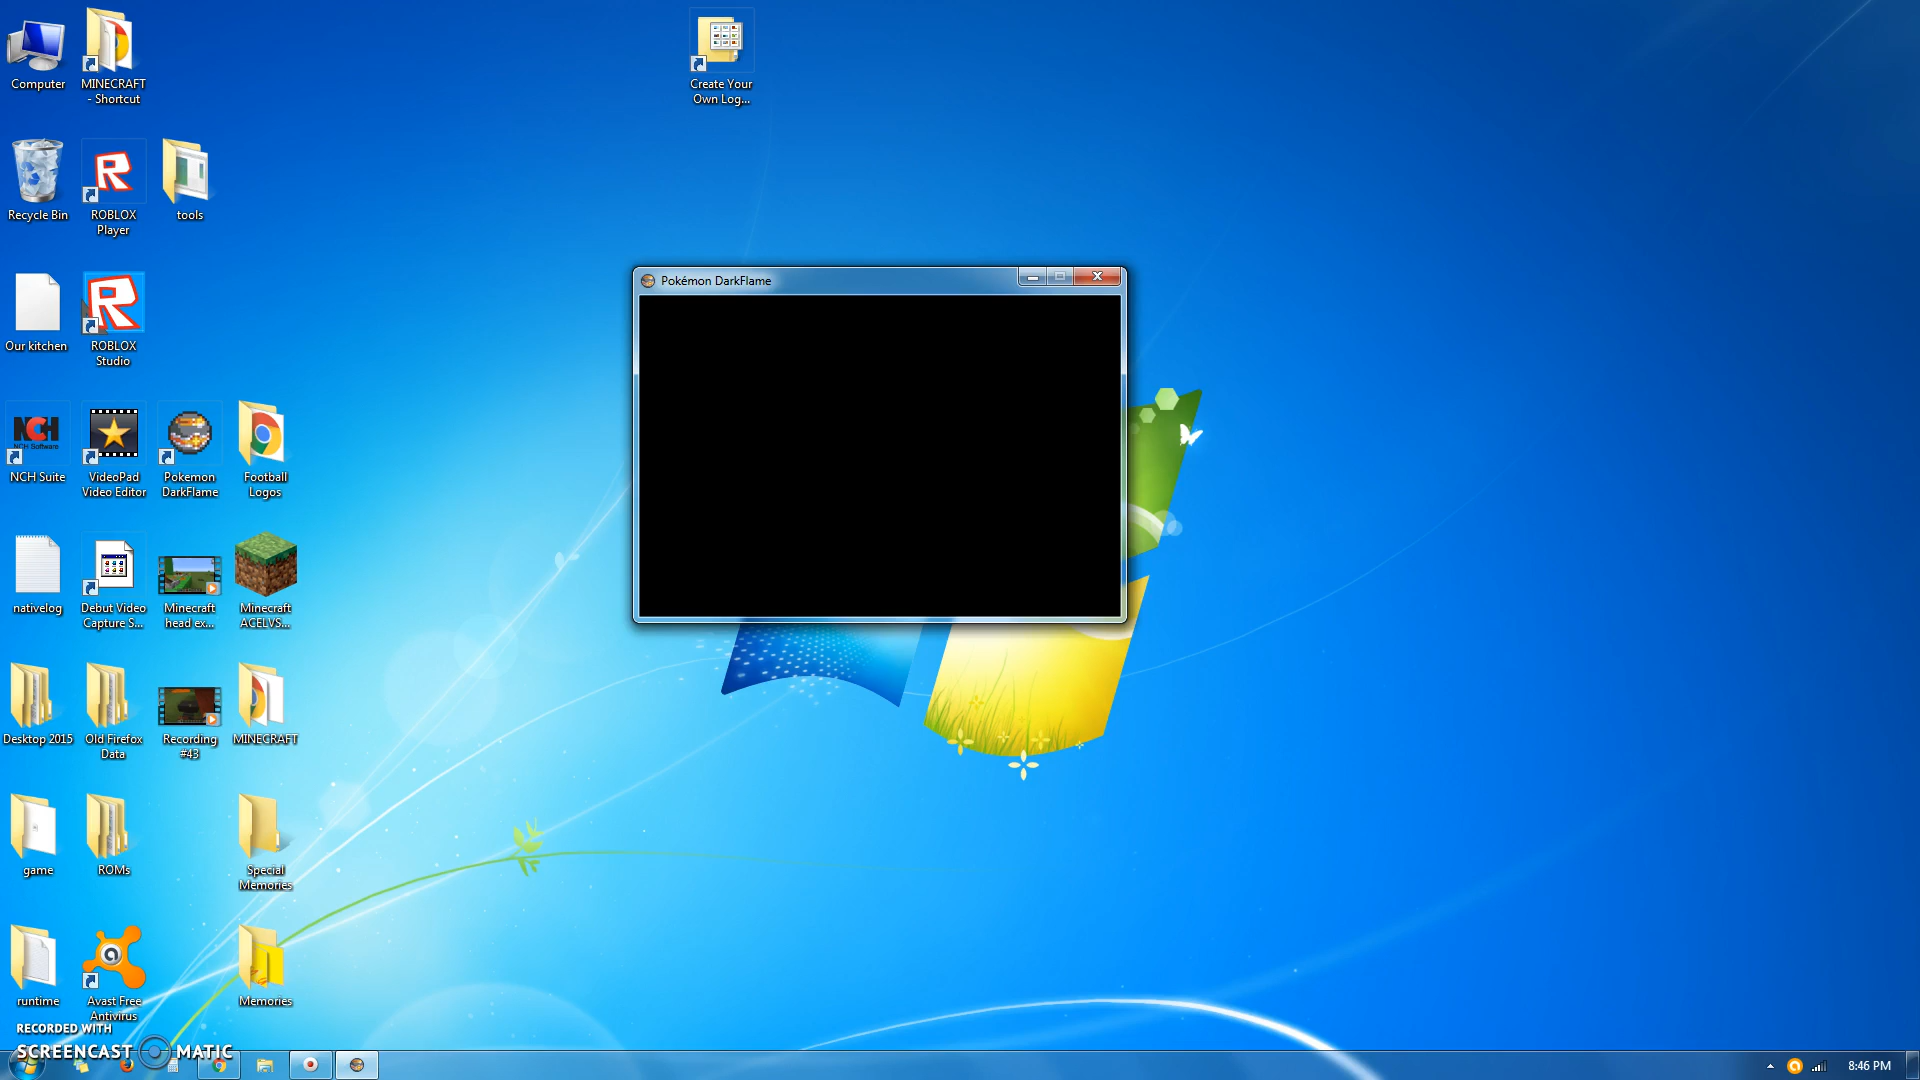 Computer
MINECRAFT
- Shortcut
Create Your
Own Log...
Recycle Bin
ROBLOX
Player
tools
Pokémon DarkFlame
Our kitchen
ROBLOX
Studio
NCH
NCH Software
NCH Suite
VideoPad
Video Editor
Pokemon
DarkFlame
Football
Logos
nativelog
Debut Video
Capture S...
Minecraft
head ex...
Minecraft
ACELVS...
Desktop 2015
Old Firefox
Data
Recording
#43
MINECRAFT
game
ROMs
Special
Memories
runtime
Avast Free
Antivirus
Memories
RECORDED WITH
SCREENCAST MATIC
8:46 PM